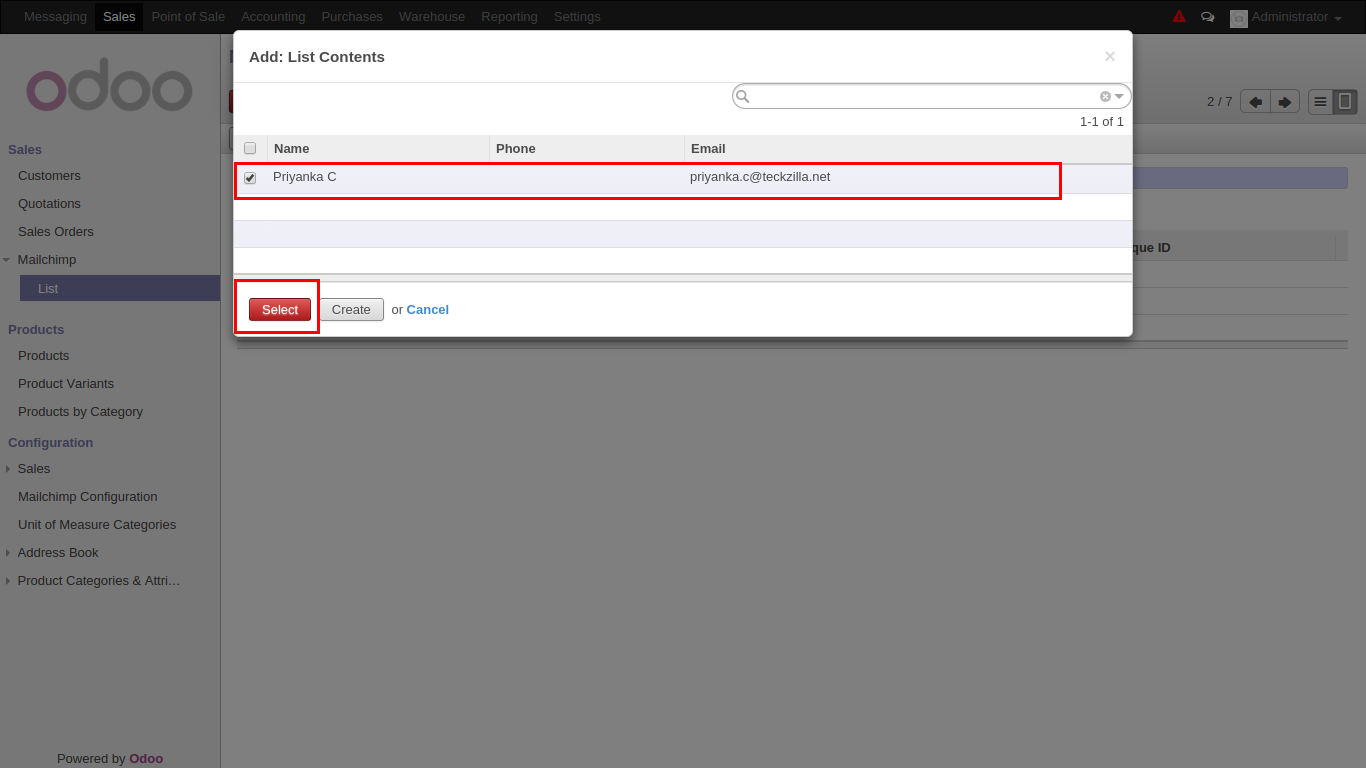 Messaging Sales Point of Sale Accounting Purchases Warehouse Reporting Settings Administrator
odoo
Sales
Customers
Quotations
Sales Orders
Mailchimp
List
Products
Products
Product Variants
Products by Category
Configuration
Sales
Mailchimp Configuration
Unit of Measure Categories
Address Book
Product Categories & Attri...
Powered by Odoo
Add: List Contents ×
1-1 of 1
Name Phone Email
Priyanka C priyanka.c@teckzilla.net
Select Create or Cancel
2 / 7
que ID